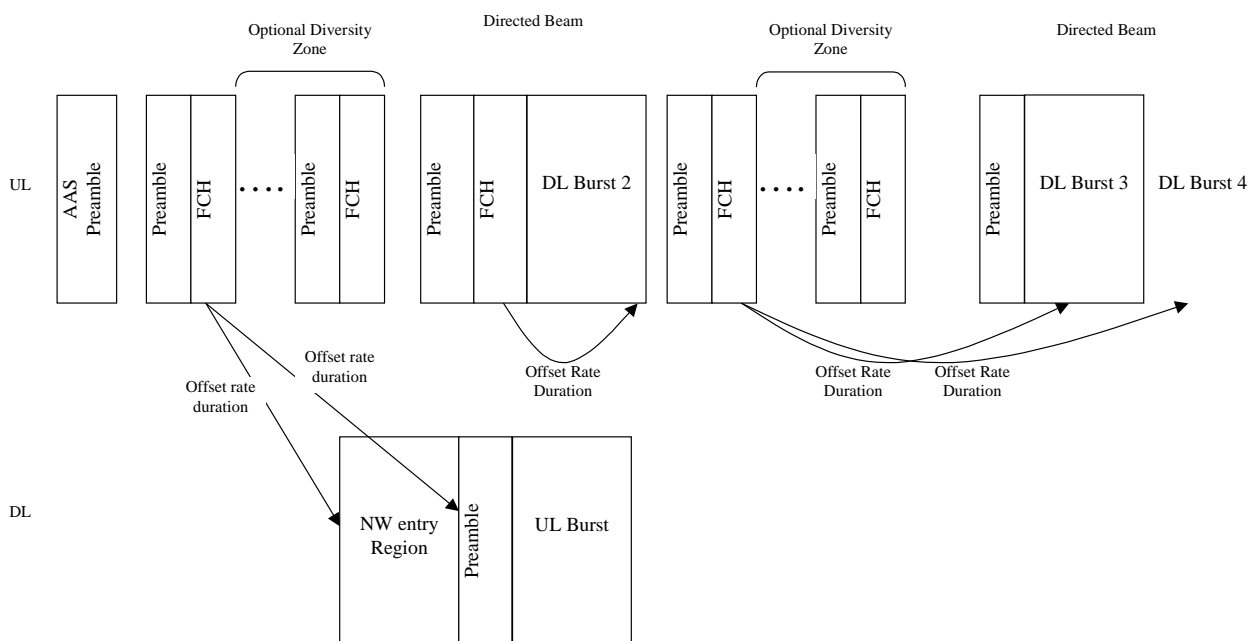 Directed Beam
Optional Diversity
Zone
Optional Diversity
Zone
Directed Beam
UL
AAS
Preamble
Preamble
FCH
....
Preamble
FCH
Preamble
FCH
DL Burst 2
Preamble
FCH
....
Preamble
FCH
Preamble
DL Burst 3
DL Burst 4
Offset rate
duration
Offset rate
duration
Offset Rate
Duration
Offset Rate
Duration
Offset Rate
Duration
DL
NW entry
Region
Preamble
UL Burst